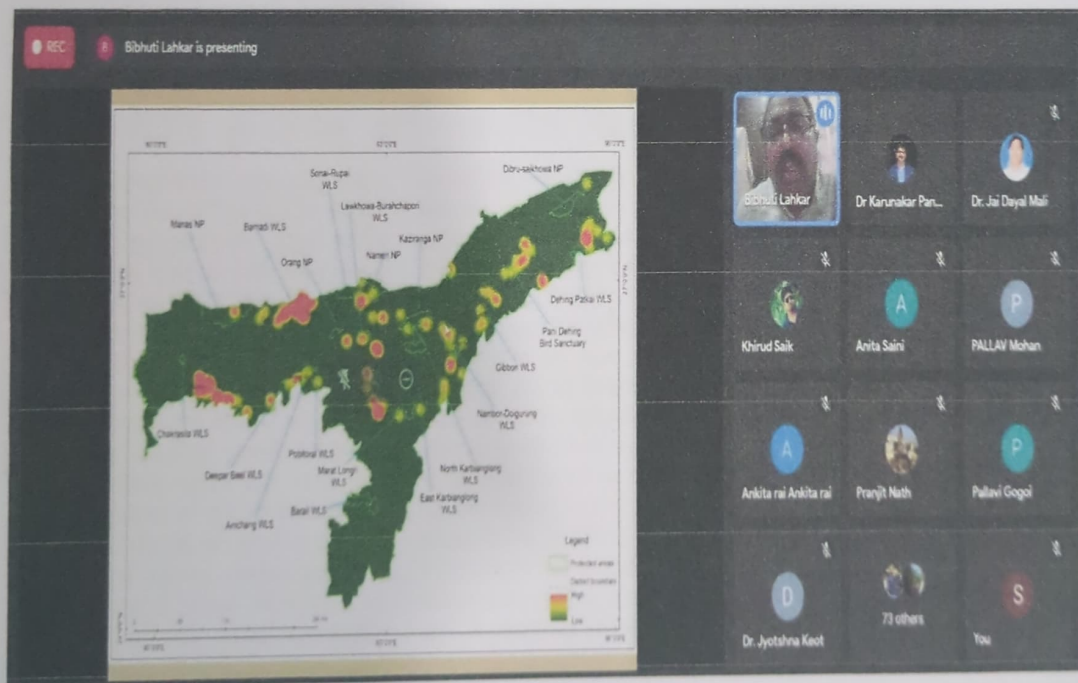 REC
B
Bibhuti Lahkar is presenting
Sonai-Rupai
WLS
Dibru-saikhowa NP
Laokhowa-Burahchapori
WLS
Manas NP
Barnadi WLS
Kaziranga NP
Nameri NP
Orang NP
Dehing Patkai WLS
Pani Dehing
Bird Sanctuary
Gibbon WLS
Nambor-Doigurung
WLS
Chakrasila WLS
Pobitora WLS
Deepar Beel WLS
Marat Longri
WLS
North Karbianglong
WLS
East Karbianglong
WLS
Barail WLS
Amchang WLS
Legend
Protected areas
High
Low
Bibhuti Lahkar
Dr Karunakar Pan...
Dr. Jai Dayal Mali
Khirud Saik
A
Anita Saini
P
PALLAV Mohan
A
Ankita rai Ankita rai
Pranjit Nath
P
Pallavi Gogoi
D
Dr. Jyotshna Keot
73 others
S
You